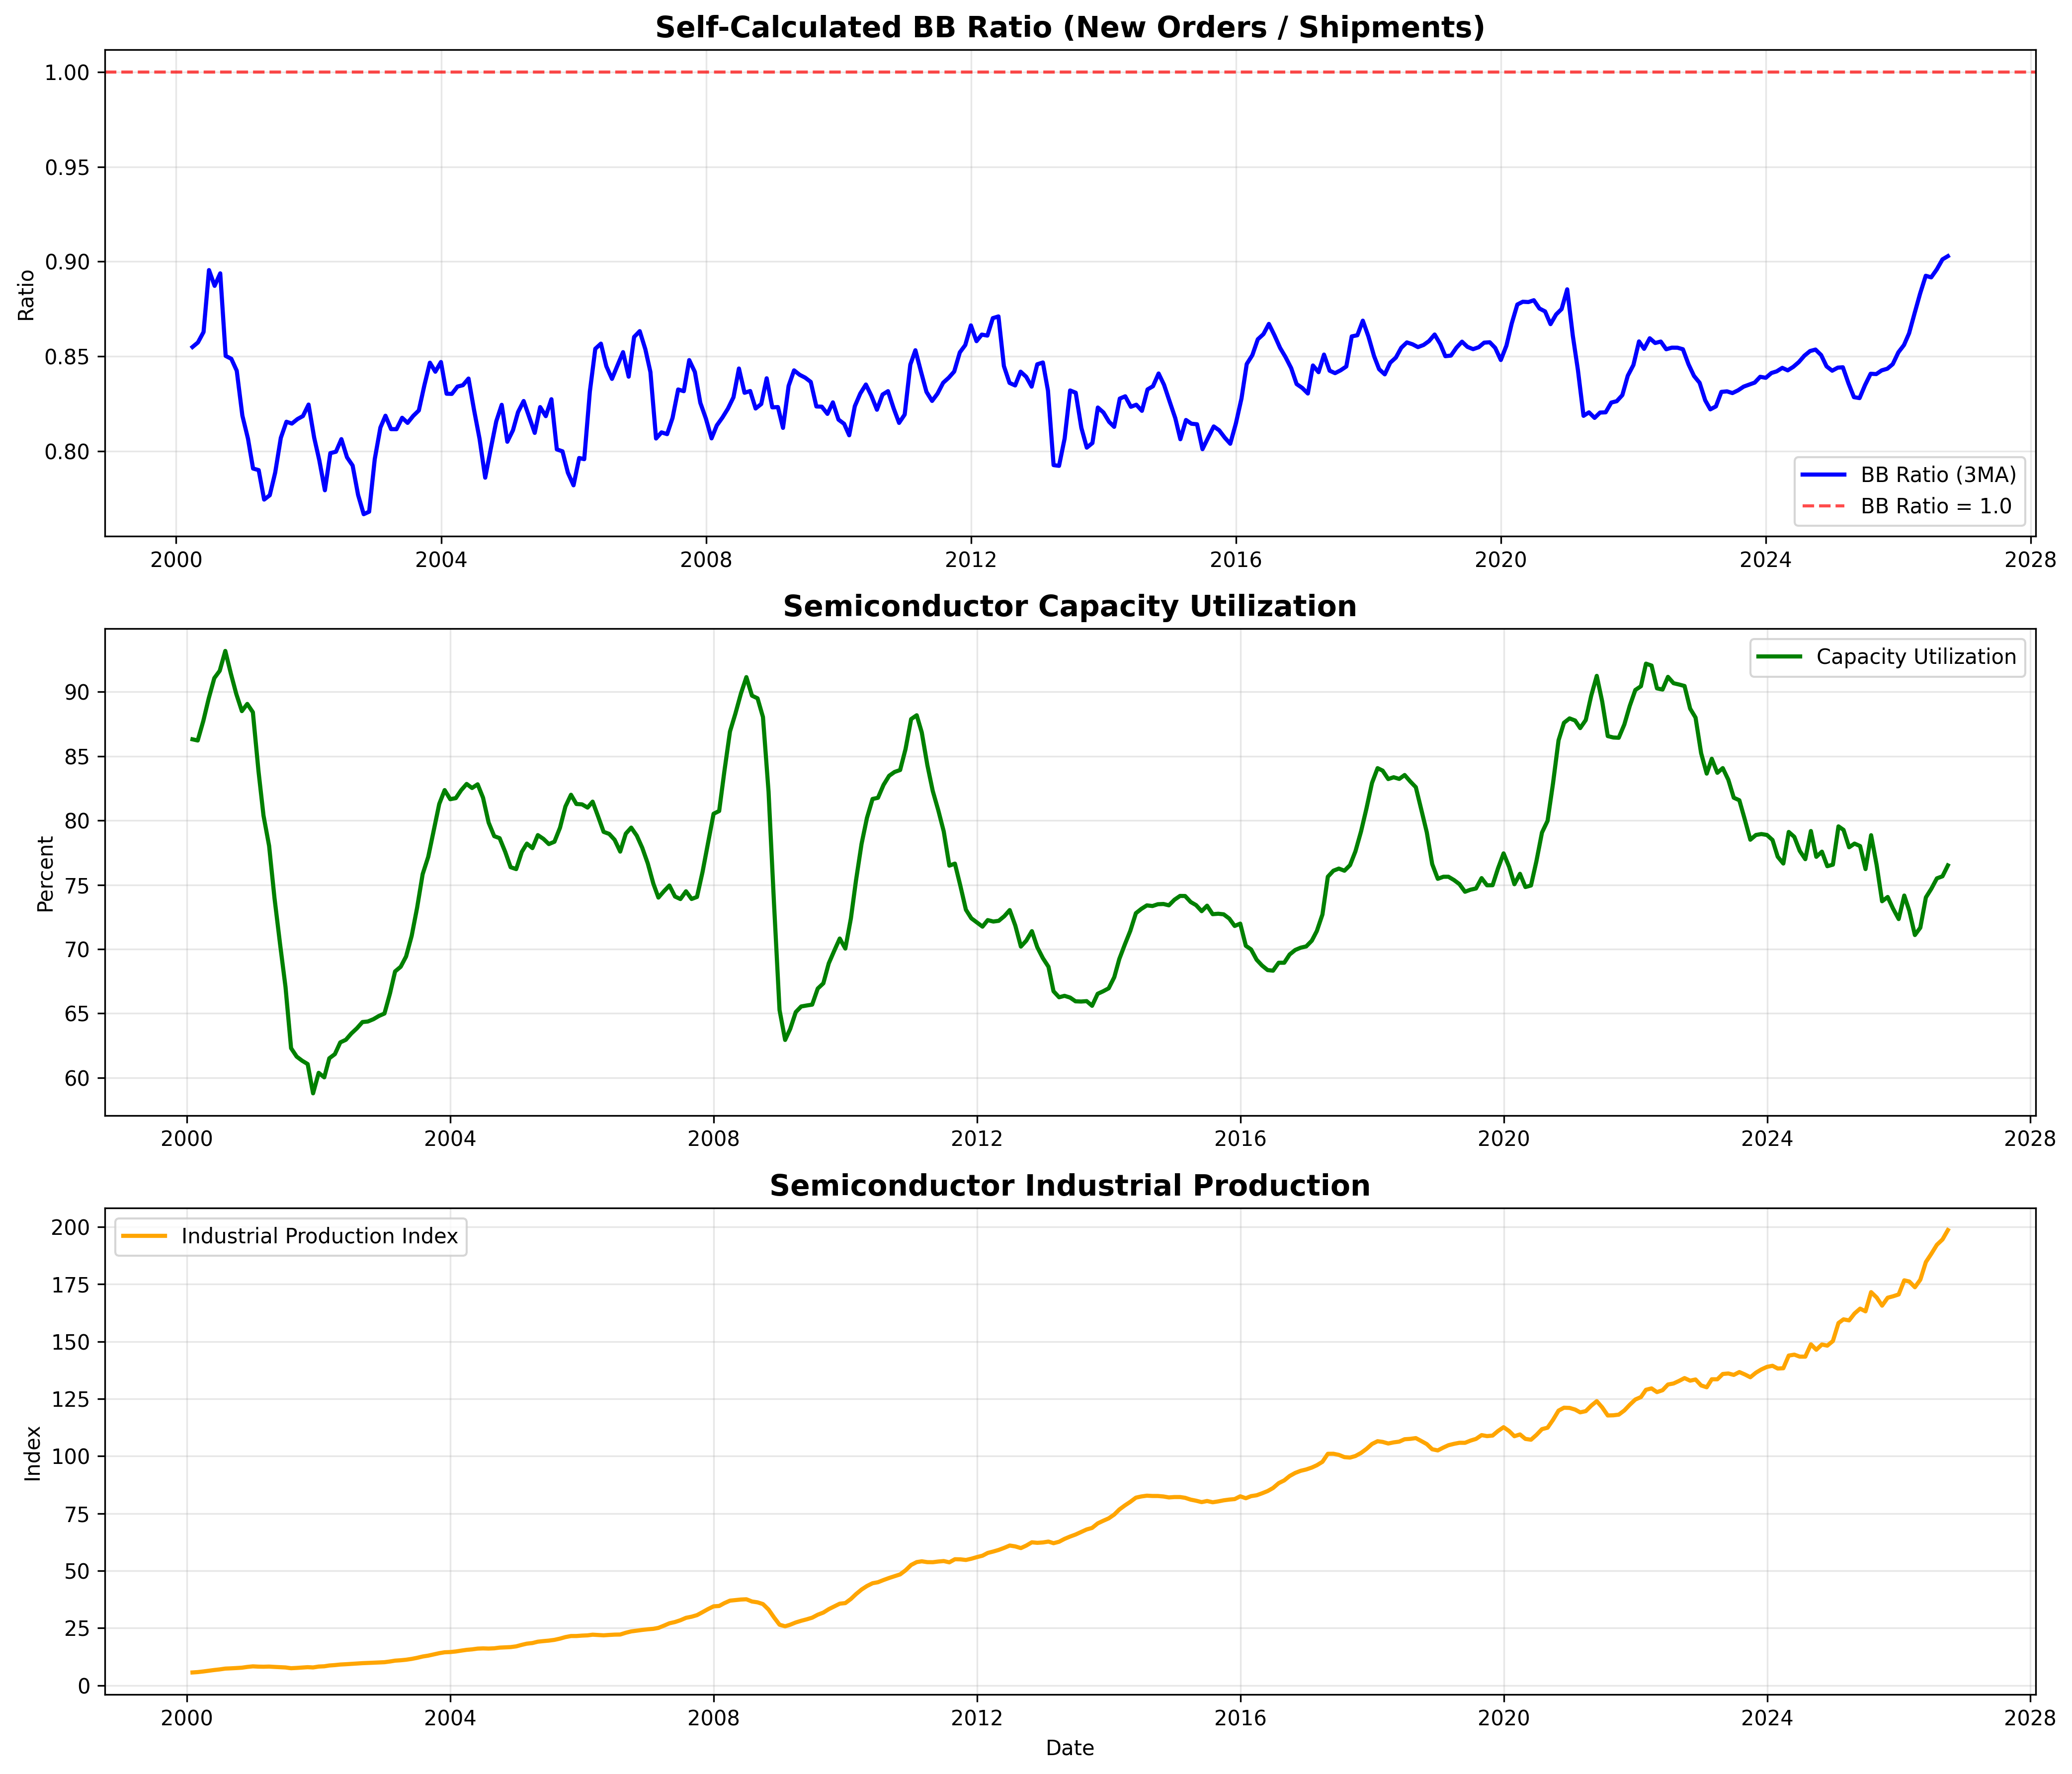 Self-Calculated BB Ratio (New Orders / Shipments)
Ratio
1.00
0.95
0.90
0.85
0.80
BB Ratio (3MA)
BB Ratio = 1.0
2000 2004 2008 2012 2016 2020 2024 2028
Semiconductor Capacity Utilization
Percent
90
85
80
75
70
65
60
Capacity Utilization
2000 2004 2008 2012 2016 2020 2024 2028
Semiconductor Industrial Production
Index
200
175
150
125
100
75
50
25
0
Industrial Production Index
2000 2004 2008 2012 2016 2020 2024 2028
Date